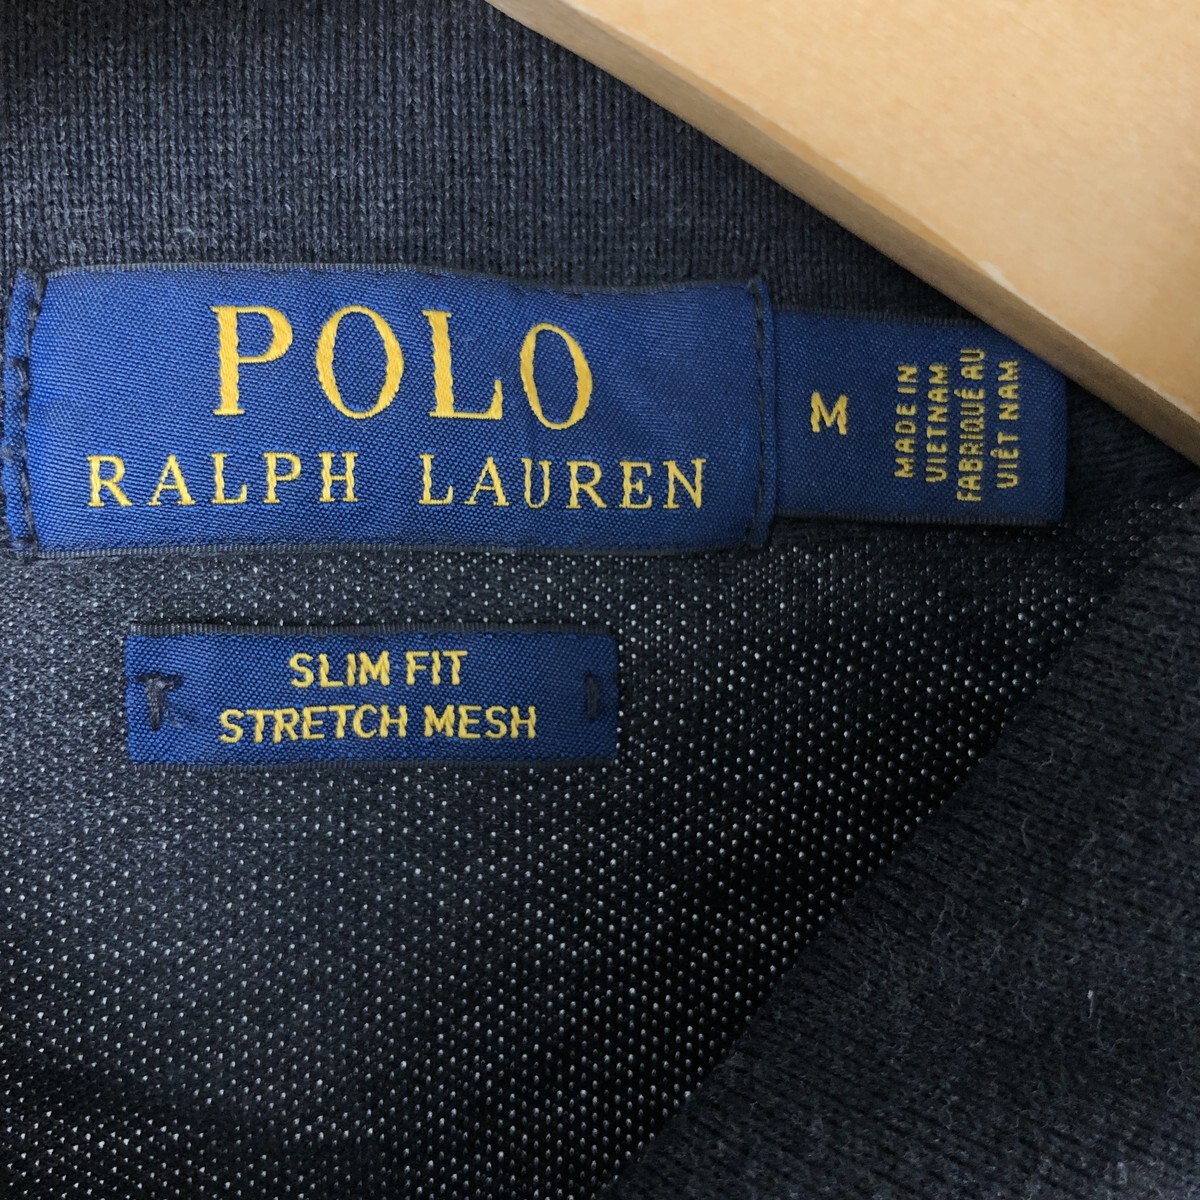 POLO
RALPH LAUREN
M
MADE IN
VIETNAM
FABRIQUÉ AU
VIÊT NAM
SLIM FIT
STRETCH MESH